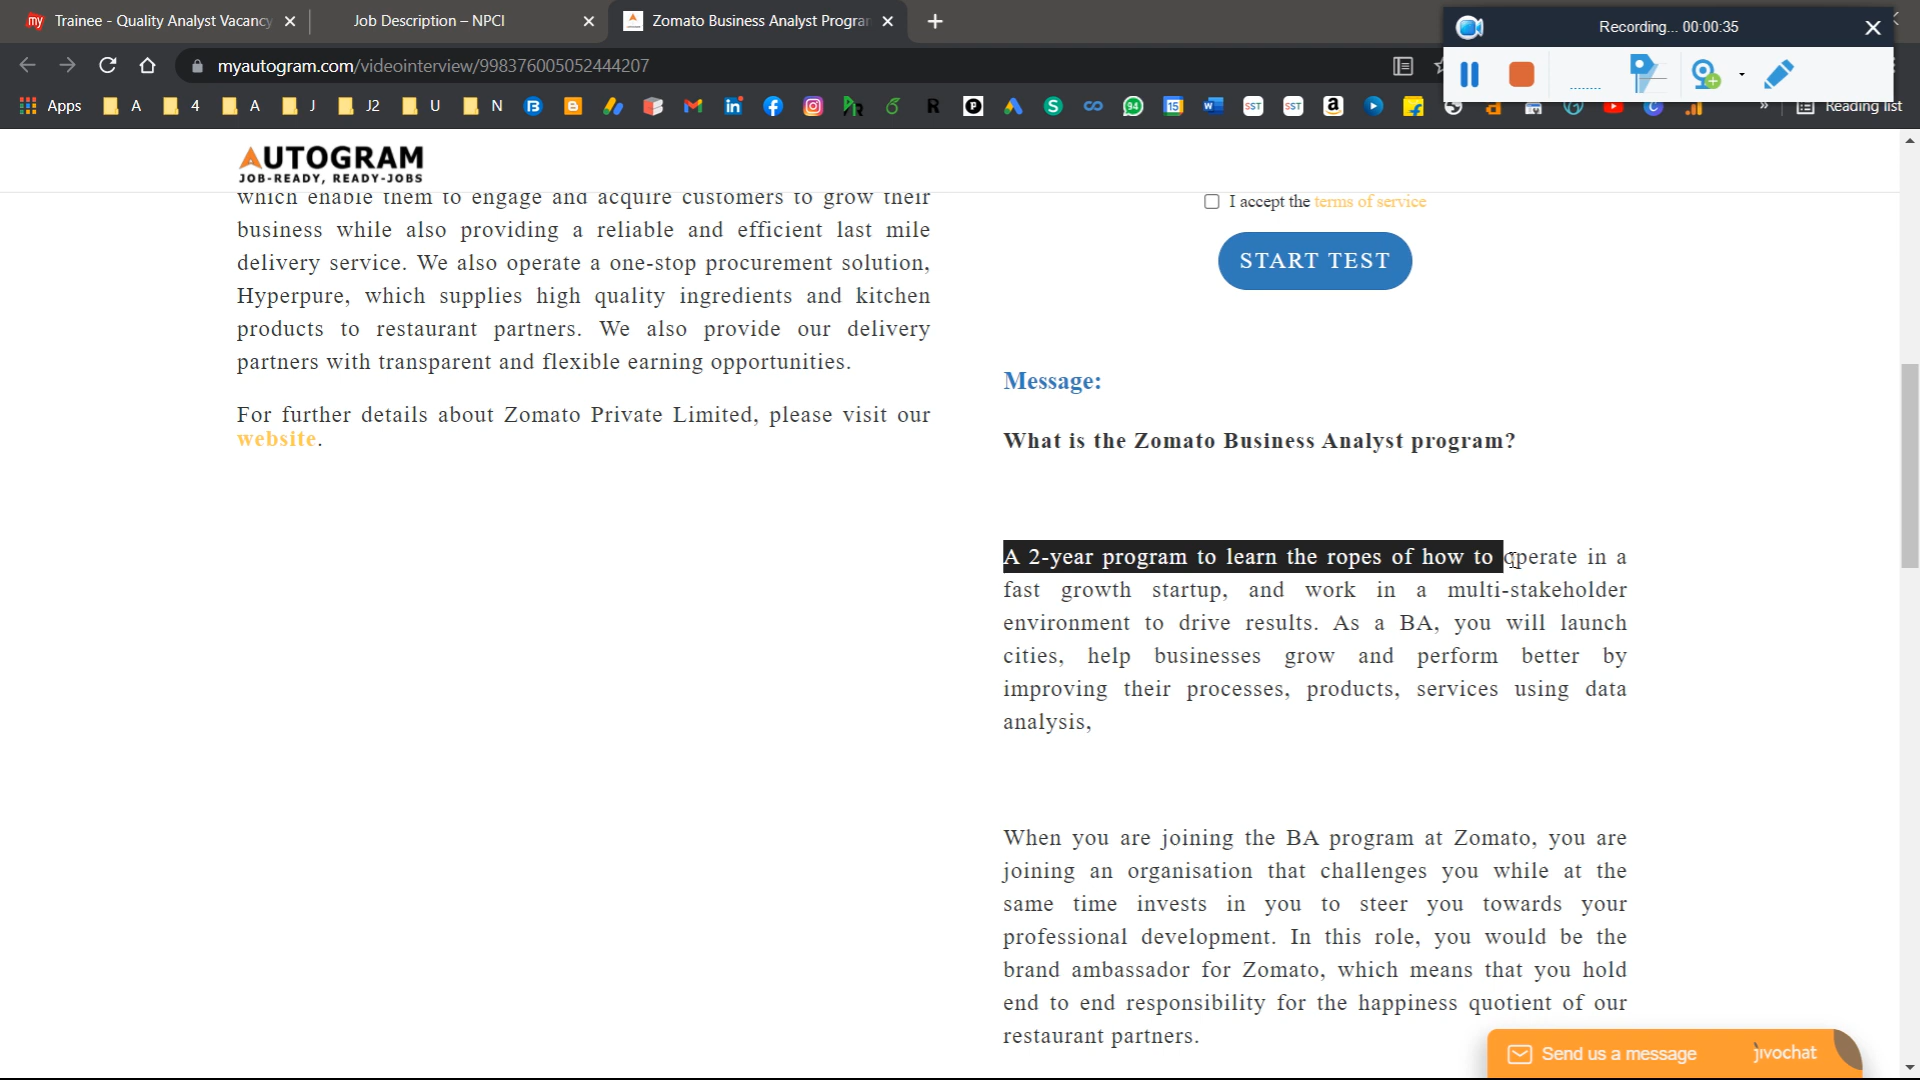 Trainee - Quality Analyst Vacancy
Job Description – NPCI
Zomato Business Analyst Program
Recording... 00:00:35
myautogram.com/videointerview/998376005052444207
Apps
A
4
A
J
J2
U
N
Reading list
AUTOGRAM
JOB-READY, READY-JOBS
which enable them to engage and acquire customers to grow their
business while also providing a reliable and efficient last mile
delivery service. We also operate a one-stop procurement solution,
Hyperpure, which supplies high quality ingredients and kitchen
products to restaurant partners. We also provide our delivery
partners with transparent and flexible earning opportunities.
For further details about Zomato Private Limited, please visit our
website.
I accept the terms of service
START TEST
Message:
What is the Zomato Business Analyst program?
A 2-year program to learn the ropes of how to operate in a
fast growth startup, and work in a multi-stakeholder
environment to drive results. As a BA, you will launch
cities, help businesses grow and perform better by
improving their processes, products, services using data
analysis,
When you are joining the BA program at Zomato, you are
joining an organisation that challenges you while at the
same time invests in you to steer you towards your
professional development. In this role, you would be the
brand ambassador for Zomato, which means that you hold
end to end responsibility for the happiness quotient of our
restaurant partners.
Send us a message
jivochat